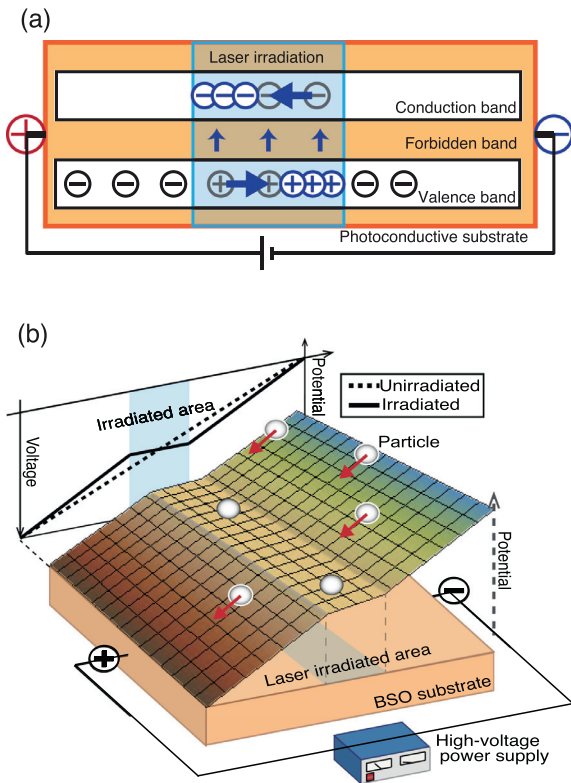 (a)
Laser irradiation
Conduction band
Forbidden band
Valence band
Photoconductive substrate
(b)
Potential
Unirradiated
Irradiated
Irradiated area
Voltage
Particle
Potential
Laser irradiated area
BSO substrate
High-voltage
power supply